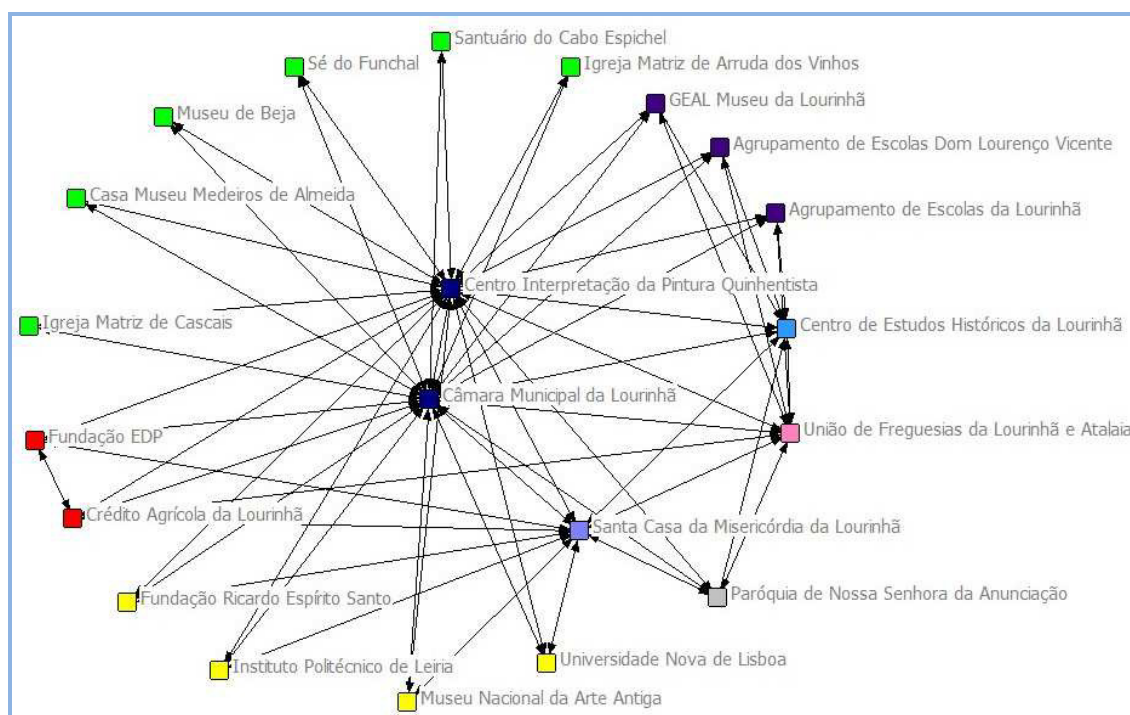 Santuário do Cabo Espichel
Sé do Funchal
Igreja Matriz de Arruda dos Vinhos
GEAL Museu da Lourinhã
Museu de Beja
Agrupamento de Escolas Dom Lourenço Vicente
Casa Museu Medeiros de Almeida
Agrupamento de Escolas da Lourinhã
Centro Interpretação da Pintura Quinhentista
Igreja Matriz de Cascais
Centro de Estudos Históricos da Lourinhã
Câmara Municipal da Lourinhã
União de Freguesias da Lourinhã e Atalaia
Fundação EDP
Crédito Agrícola da Lourinhã
Santa Casa da Misericórdia da Lourinhã
Fundação Ricardo Espírito Santo
Paróquia de Nossa Senhora da Anunciação
Instituto Politécnico de Leiria
Universidade Nova de Lisboa
Museu Nacional da Arte Antiga